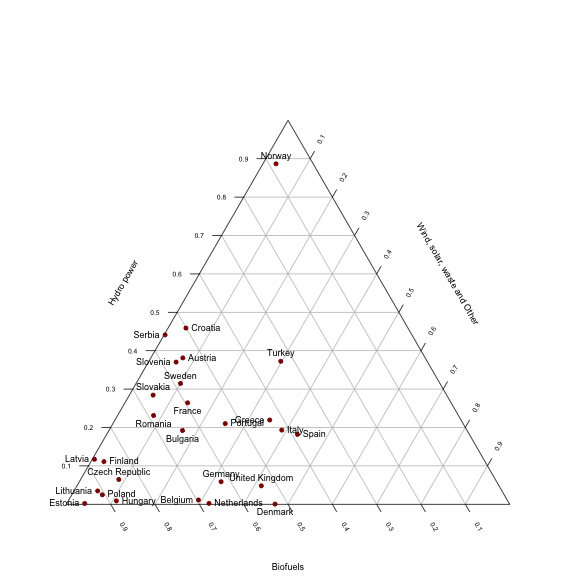 0.1
Norway
0.9
0.2
0.8
0.3
Wind, solar, waste and Other
0.7
0.4
Hydro power
0.6
0.5
0.5
Croatia
Serbia
0.6
0.4
Turkey
Slovenia
Austria
0.7
Sweden
Slovakia
0.3
0.8
France
Romania
Portugal
Greece
Italy
Spain
0.2
Bulgaria
0.9
Latvia
Finland
0.1
Czech Republic
Germany
United Kingdom
Lithuania
Poland
Estonia
Hungary
Belgium
Netherlands
Denmark
0.9
0.8
0.7
0.6
0.5
0.4
0.3
0.2
0.1
Biofuels